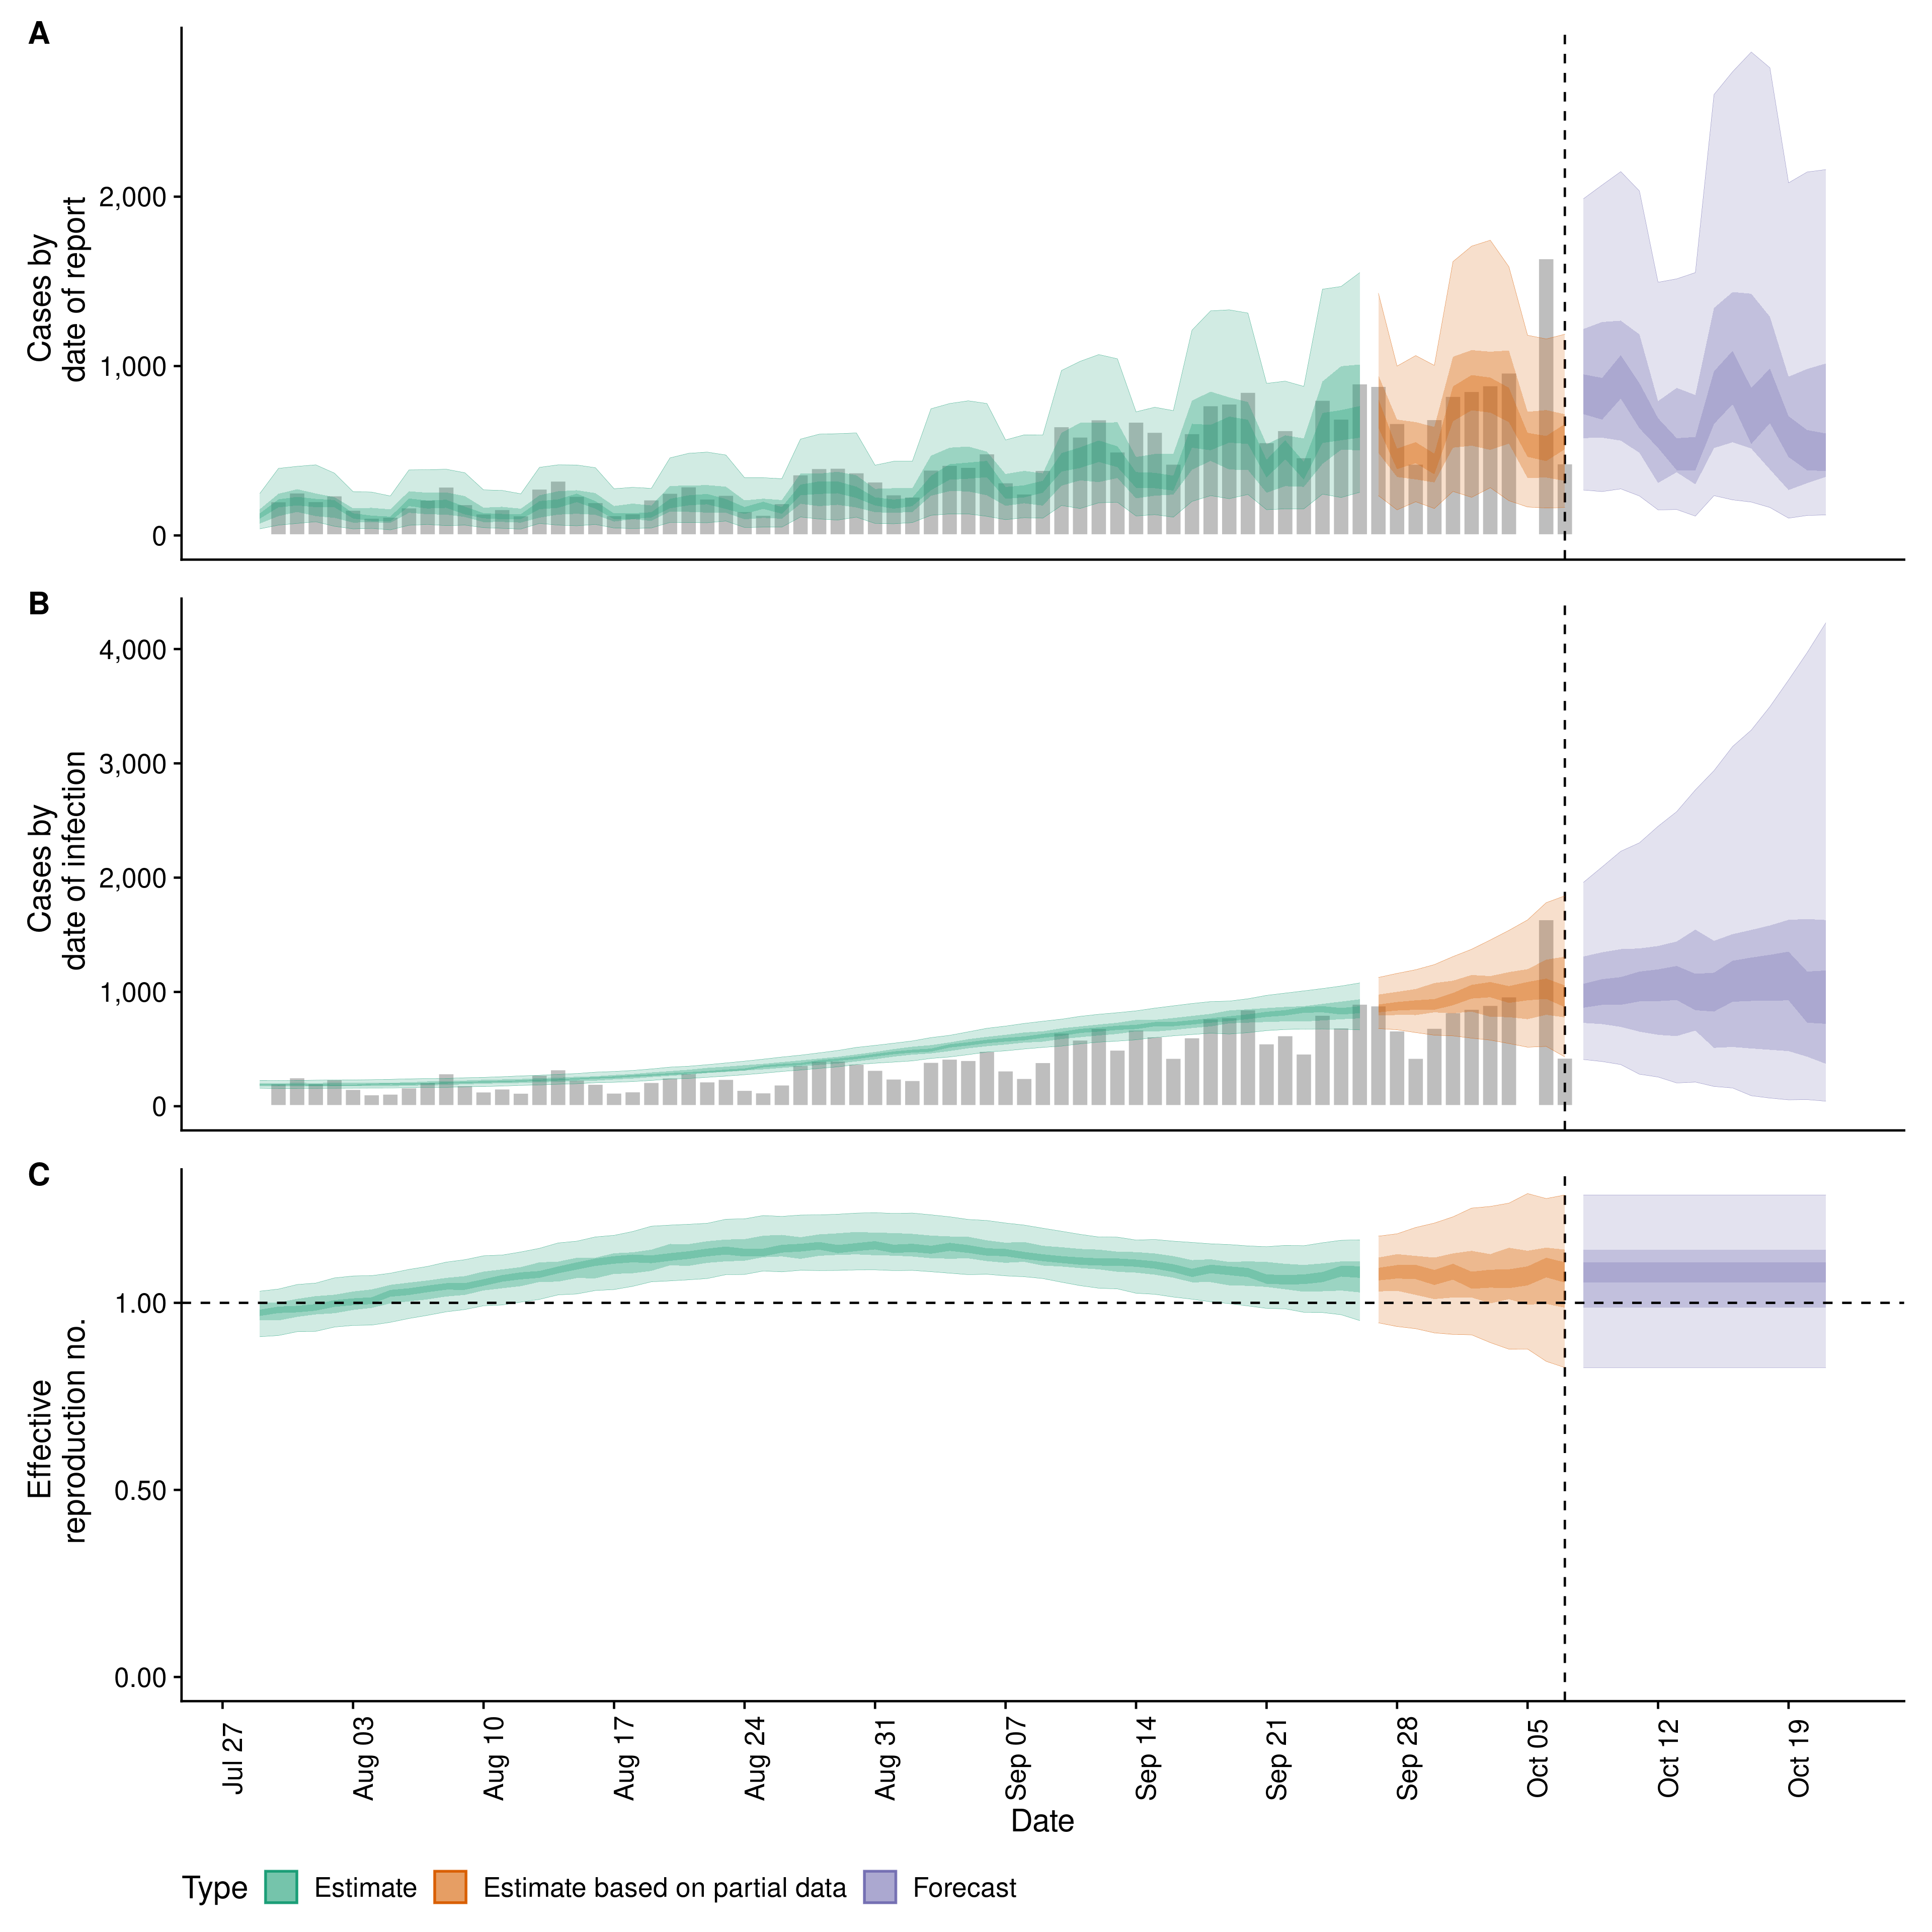 A
Cases by
date of report
2,000
1,000
0
B
Cases by
date of infection
4,000
3,000
2,000
1,000
0
C
Effective
reproduction no.
1.00
0.50
0.00
Jul 27
Aug 03
Aug 10
Aug 17
Aug 24
Aug 31
Sep 07
Sep 14
Sep 21
Sep 28
Oct 05
Oct 12
Oct 19
Date
Type Estimate Estimate based on partial data Forecast